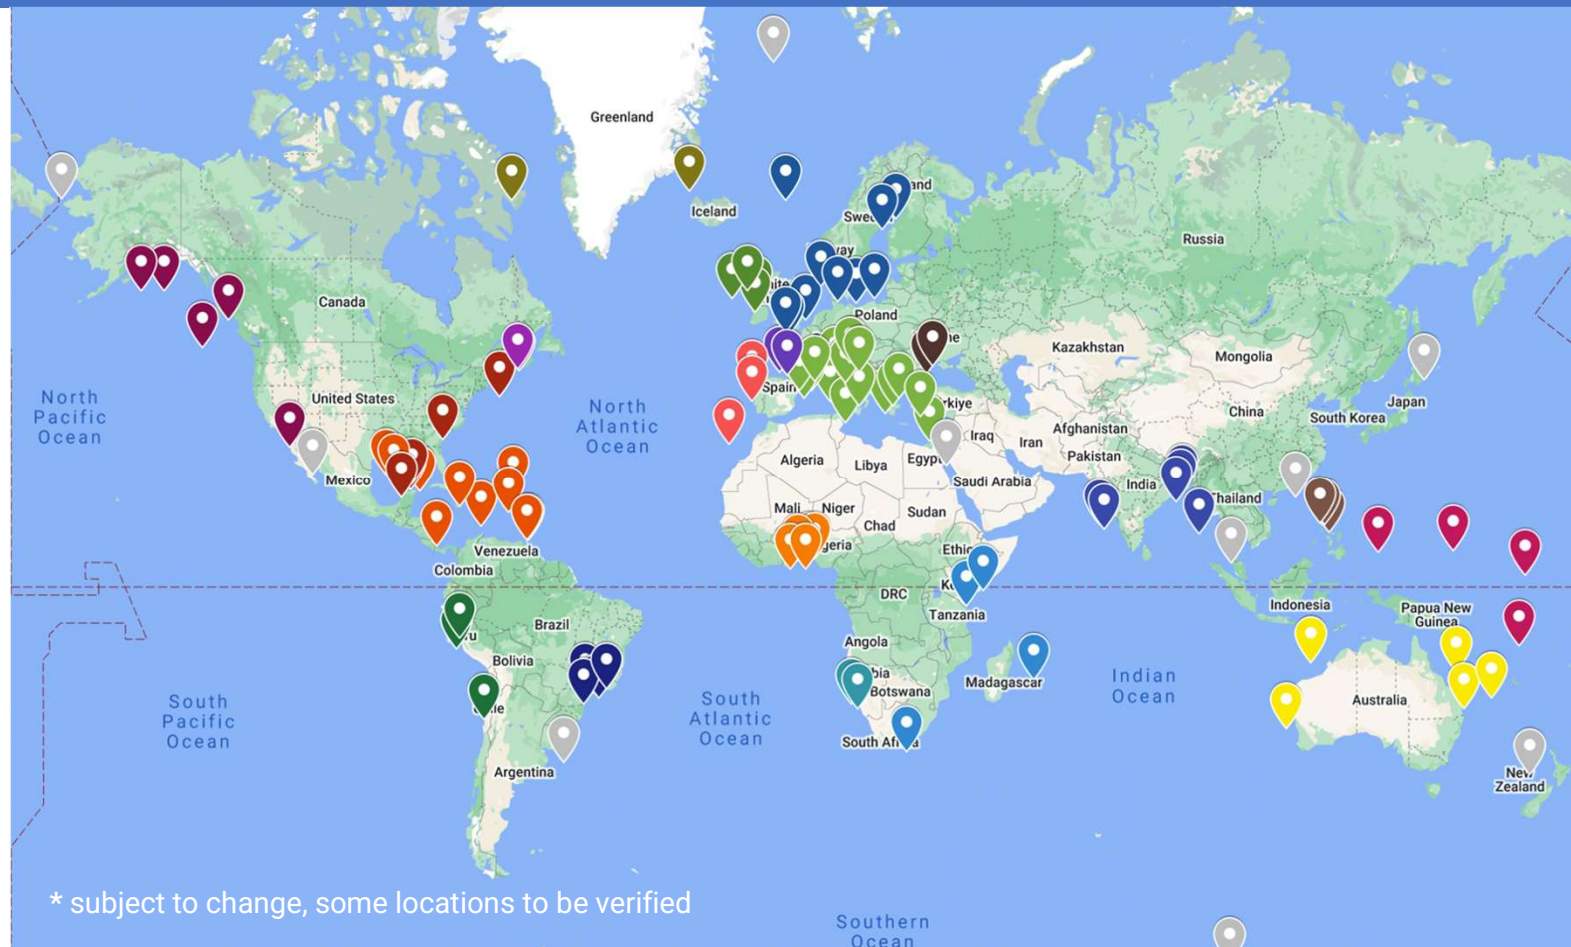 Greenland
Iceland
Russia
Canada
Poland
Kazakhstan
Mongolia
North
Pacific
Ocean
United States
North
Atlantic
Ocean
Spain
China
Japan
South Korea
Afghanistan
Iraq
Iran
Pakistan
Algeria
Libya
Egypt
Saudi Arabia
Mexico
India
Thailand
Mali
Niger
Chad
Sudan
Venezuela
Colombia
DRC
Tanzania
Indonesia
Papua New
Guinea
Brazil
Angola
Bolivia
Botswana
Madagascar
Indian
Ocean
Australia
South
Pacific
Ocean
South
Atlantic
Ocean
South Af
Argentina
New
Zealand
* subject to change, some locations to be verified
Southern
Ocean